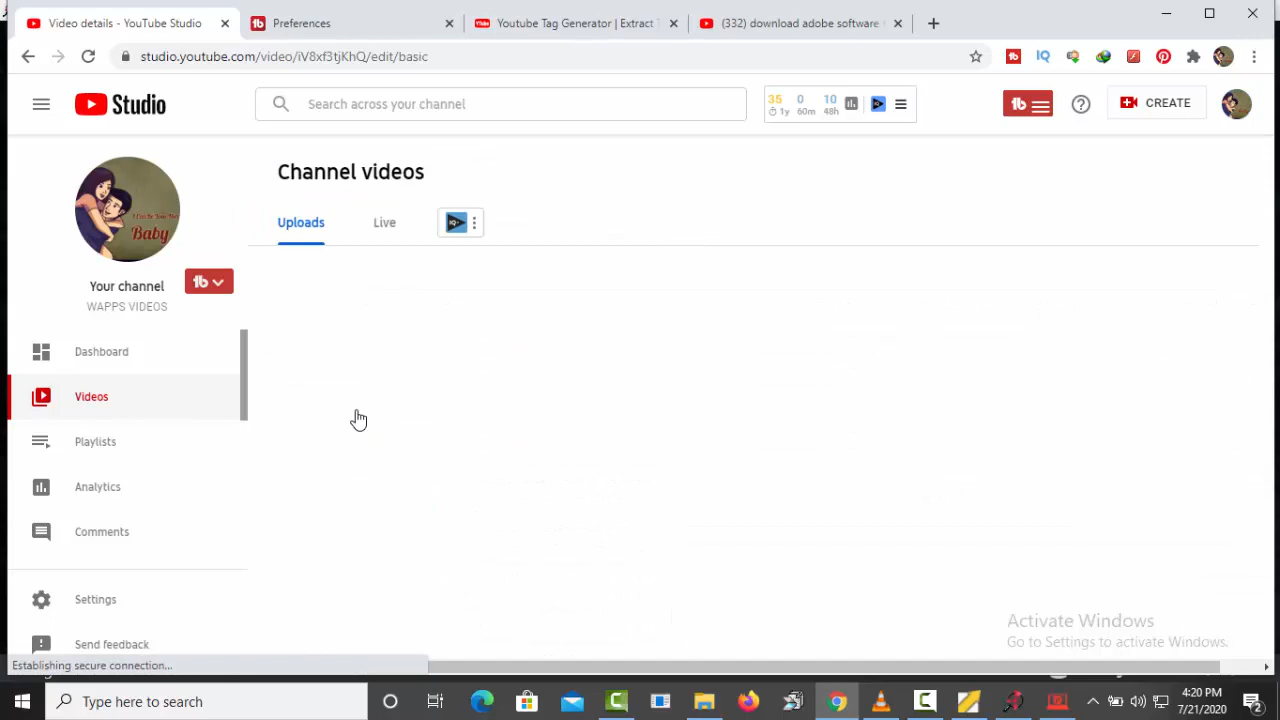 Video details - YouTube Studio
Preferences
Youtube Tag Generator | Extract
(332) download adobe software
studio.youtube.com/video/iV8xf3tjKhQ/edit/basic
Studio
Search across your channel
35 0 10
1y 60m 48h
CREATE
Channel videos
Uploads
Live
IQ
Baby
Your channel
WAPPS VIDEOS
Dashboard
Videos
Playlists
Analytics
Comments
Settings
Send feedback
Activate Windows
Go to Settings to activate Windows.
Establishing secure connection...
Type here to search
4:20 PM
7/21/2020
2